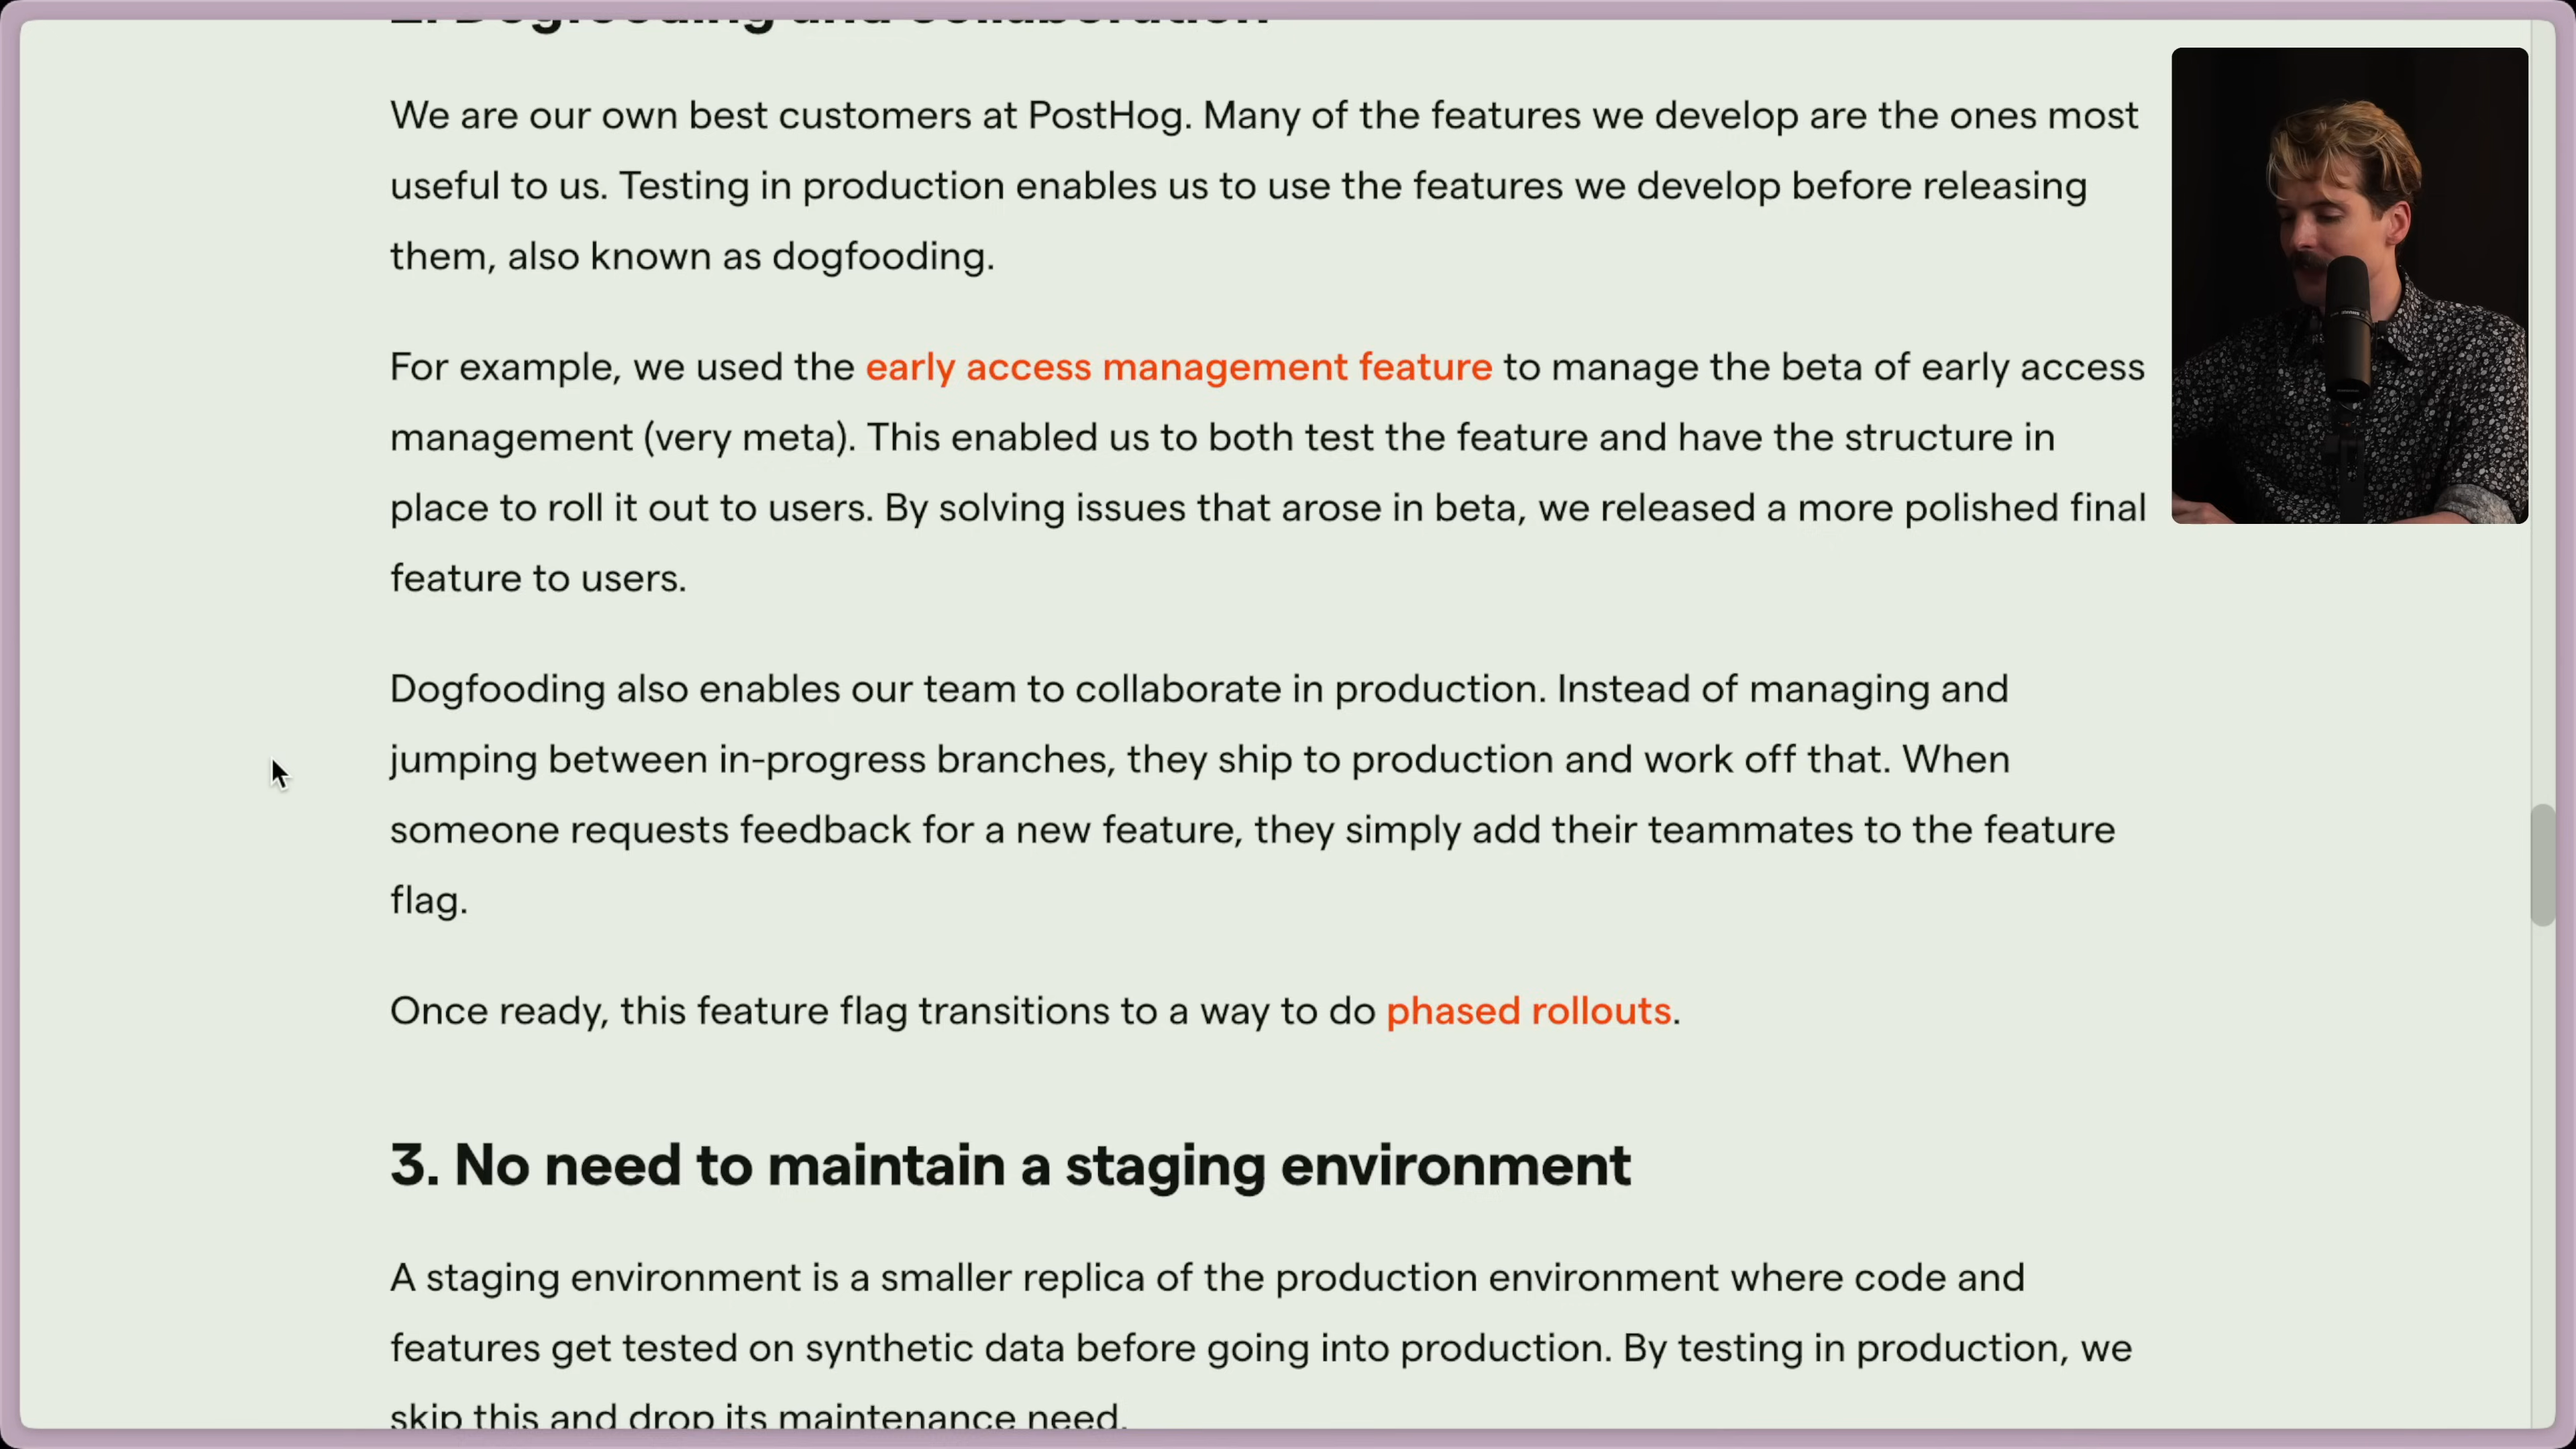 2. Dogfooding and collaboration
We are our own best customers at PostHog. Many of the features we develop are the ones most
useful to us. Testing in production enables us to use the features we develop before releasing
them, also known as dogfooding.
For example, we used the early access management feature to manage the beta of early access
management (very meta). This enabled us to both test the feature and have the structure in
place to roll it out to users. By solving issues that arose in beta, we released a more polished final
feature to users.
Dogfooding also enables our team to collaborate in production. Instead of managing and
jumping between in-progress branches, they ship to production and work off that. When
someone requests feedback for a new feature, they simply add their teammates to the feature
flag.
Once ready, this feature flag transitions to a way to do phased rollouts.
3. No need to maintain a staging environment
A staging environment is a smaller replica of the production environment where code and
features get tested on synthetic data before going into production. By testing in production, we
skip this and drop its maintenance need.